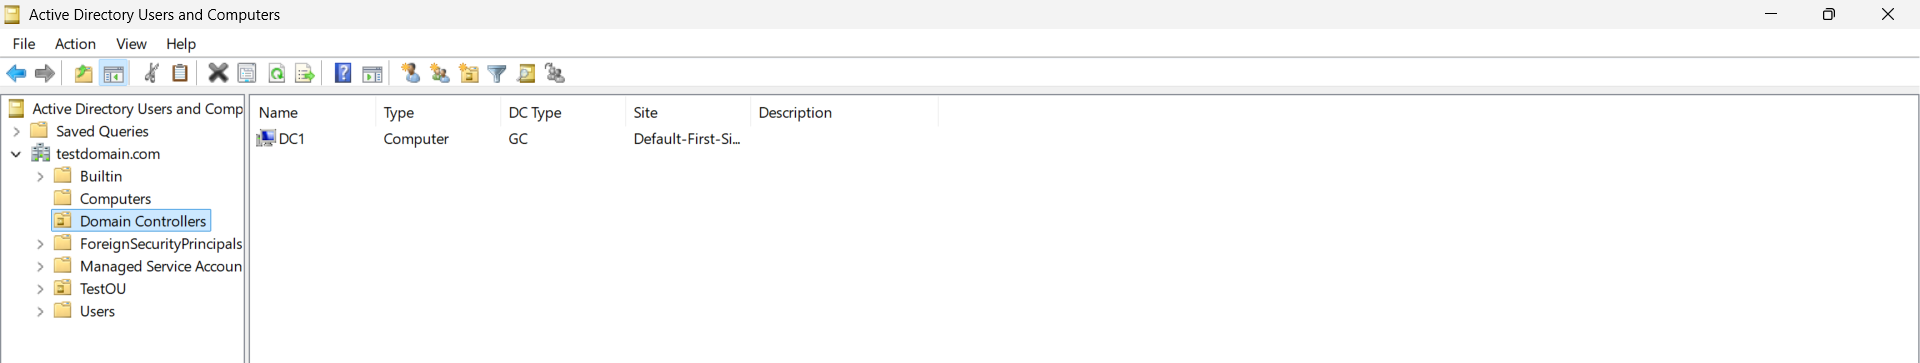 Active Directory Users and Computers
File Action View Help
Active Directory Users and Comp
Saved Queries
testdomain.com
Builtin
Computers
Domain Controllers
ForeignSecurityPrincipals
Managed Service Accoun
TestOU
Users
Name Type DC Type Site Description
DC1 Computer GC Default-First-Si...